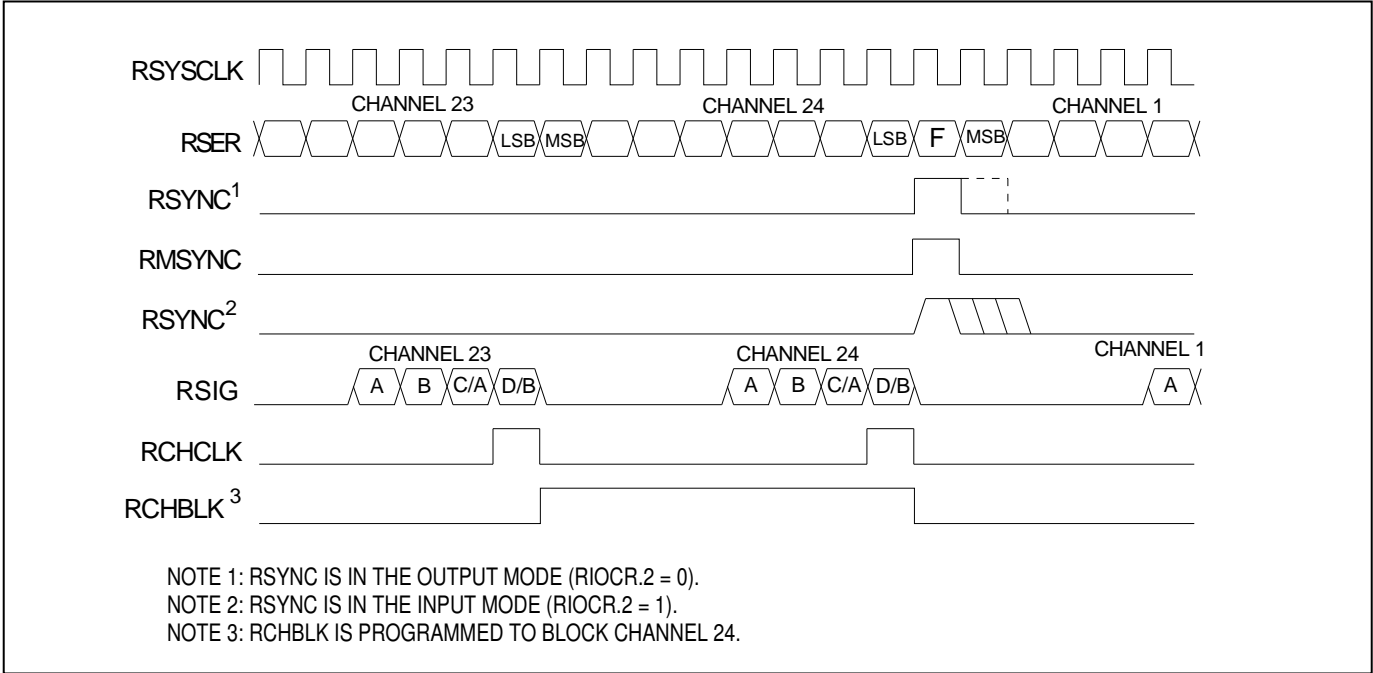 RSYSCLK
CHANNEL 23 CHANNEL 24 CHANNEL 1
RSER LSB MSB LSB F MSB
RSYNC1
RMSYNC
RSYNC2
CHANNEL 23 CHANNEL 24 CHANNEL 1
RSIG A B C/A D/B A B C/A D/B A
RCHCLK
RCHBLK 3
NOTE 1: RSYNC IS IN THE OUTPUT MODE (RIOCR.2 = 0).
NOTE 2: RSYNC IS IN THE INPUT MODE (RIOCR.2 = 1).
NOTE 3: RCHBLK IS PROGRAMMED TO BLOCK CHANNEL 24.